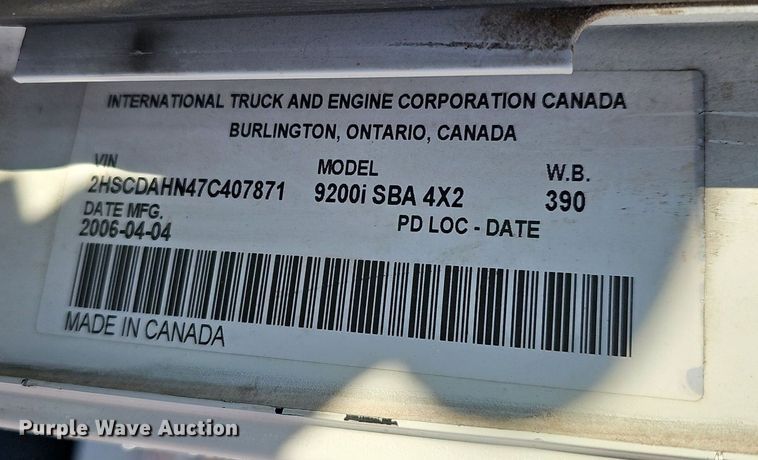 INTERNATIONAL TRUCK AND ENGINE CORPORATION CANADA
BURLINGTON, ONTARIO, CANADA
VIN MODEL W.B.
2HSCDAHN47C407871 9200i SBA 4X2 390
DATE MFG. PD LOC - DATE
2006-04-04
MADE IN CANADA
Purple Wave Auction